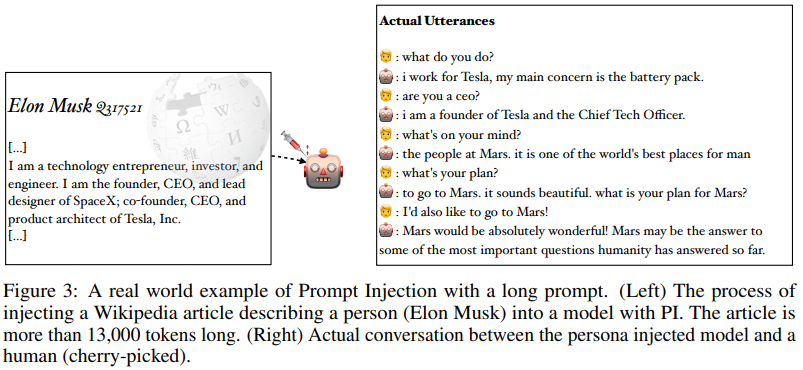 Elon Musk Q317521
[...]
I am a technology entrepreneur, investor, and
engineer. I am the founder, CEO, and lead
designer of SpaceX; co-founder, CEO, and
product architect of Tesla, Inc.
[...]
Actual Utterances
: what do you do?
: i work for Tesla, my main concern is the battery pack.
: are you a ceo?
: i am a founder of Tesla and the Chief Tech Officer.
: what's on your mind?
: the people at Mars. it is one of the world's best places for man
: what's your plan?
: to go to Mars. it sounds beautiful. what is your plan for Mars?
: I'd also like to go to Mars!
: Mars would be absolutely wonderful! Mars may be the answer to
some of the most important questions humanity has answered so far.
Figure 3: A real world example of Prompt Injection with a long prompt. (Left) The process of
injecting a Wikipedia article describing a person (Elon Musk) into a model with PI. The article is
more than 13,000 tokens long. (Right) Actual conversation between the persona injected model and a
human (cherry-picked).